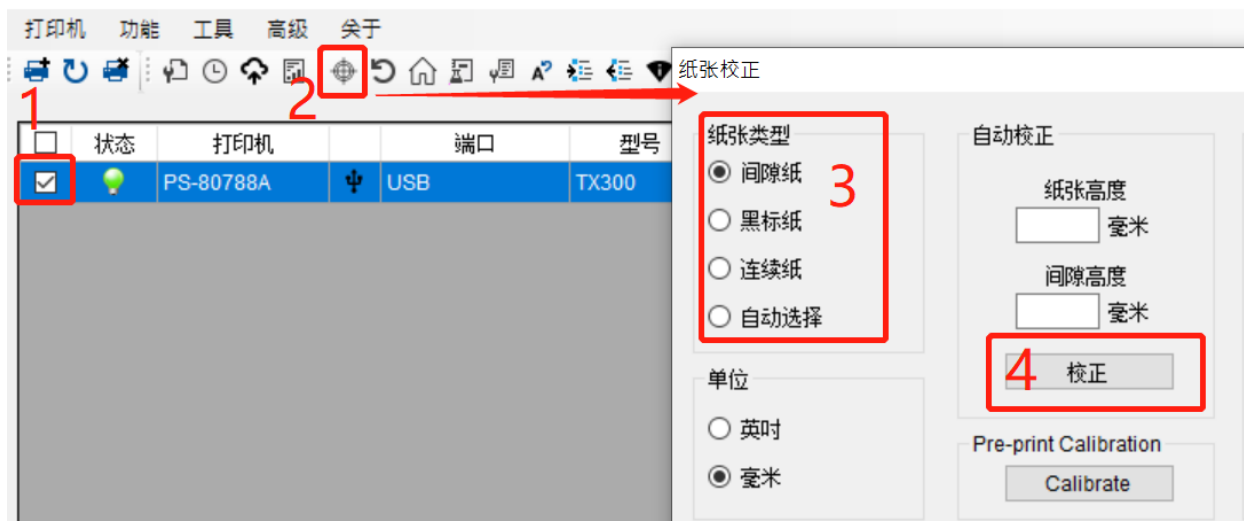 打印机 功能 工具 高级 关于
纸张校正
1
2
状态 打印机 端口 型号
PS-80788A USB TX300
纸张类型
间隙纸
黑标纸
连续纸
自动选择
3
单位
英吋
毫米
自动校正
纸张高度
毫米
间隙高度
毫米
4
校正
Pre-print Calibration
Calibrate